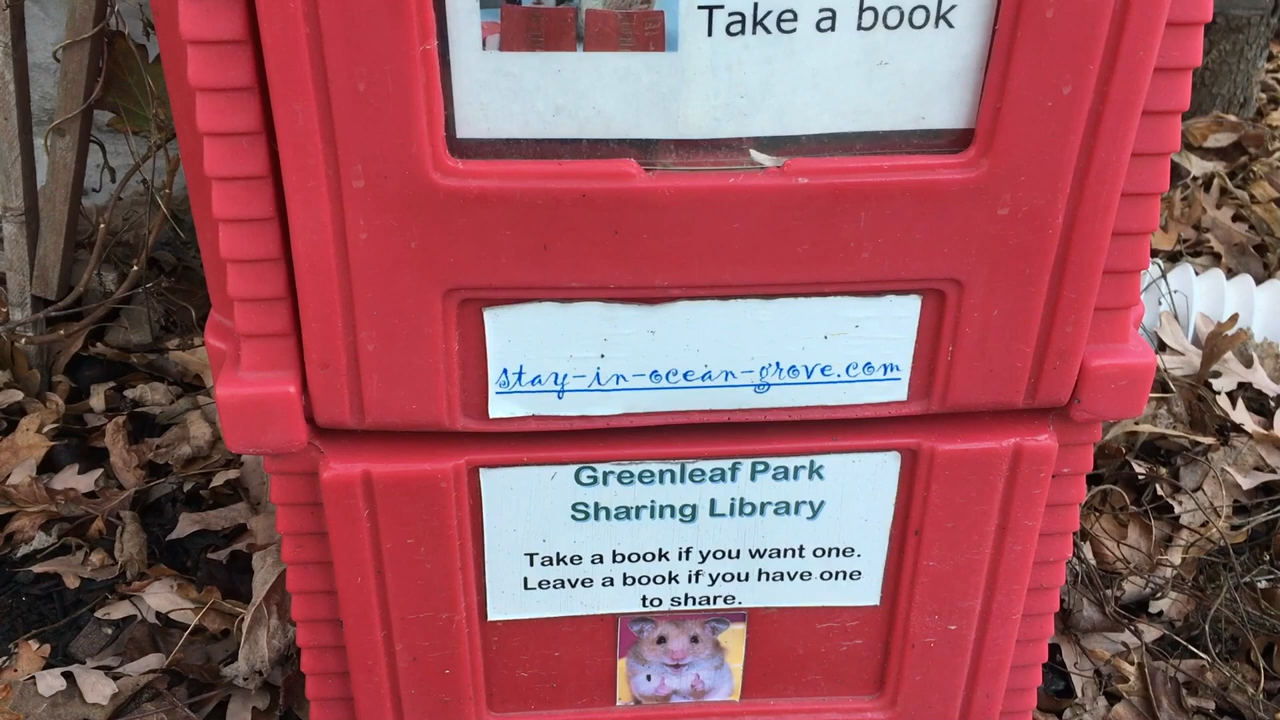 Take a book
stay-in-ocean-grove.com
Greenleaf Park
Sharing Library
Take a book if you want one.
Leave a book if you have one
to share.